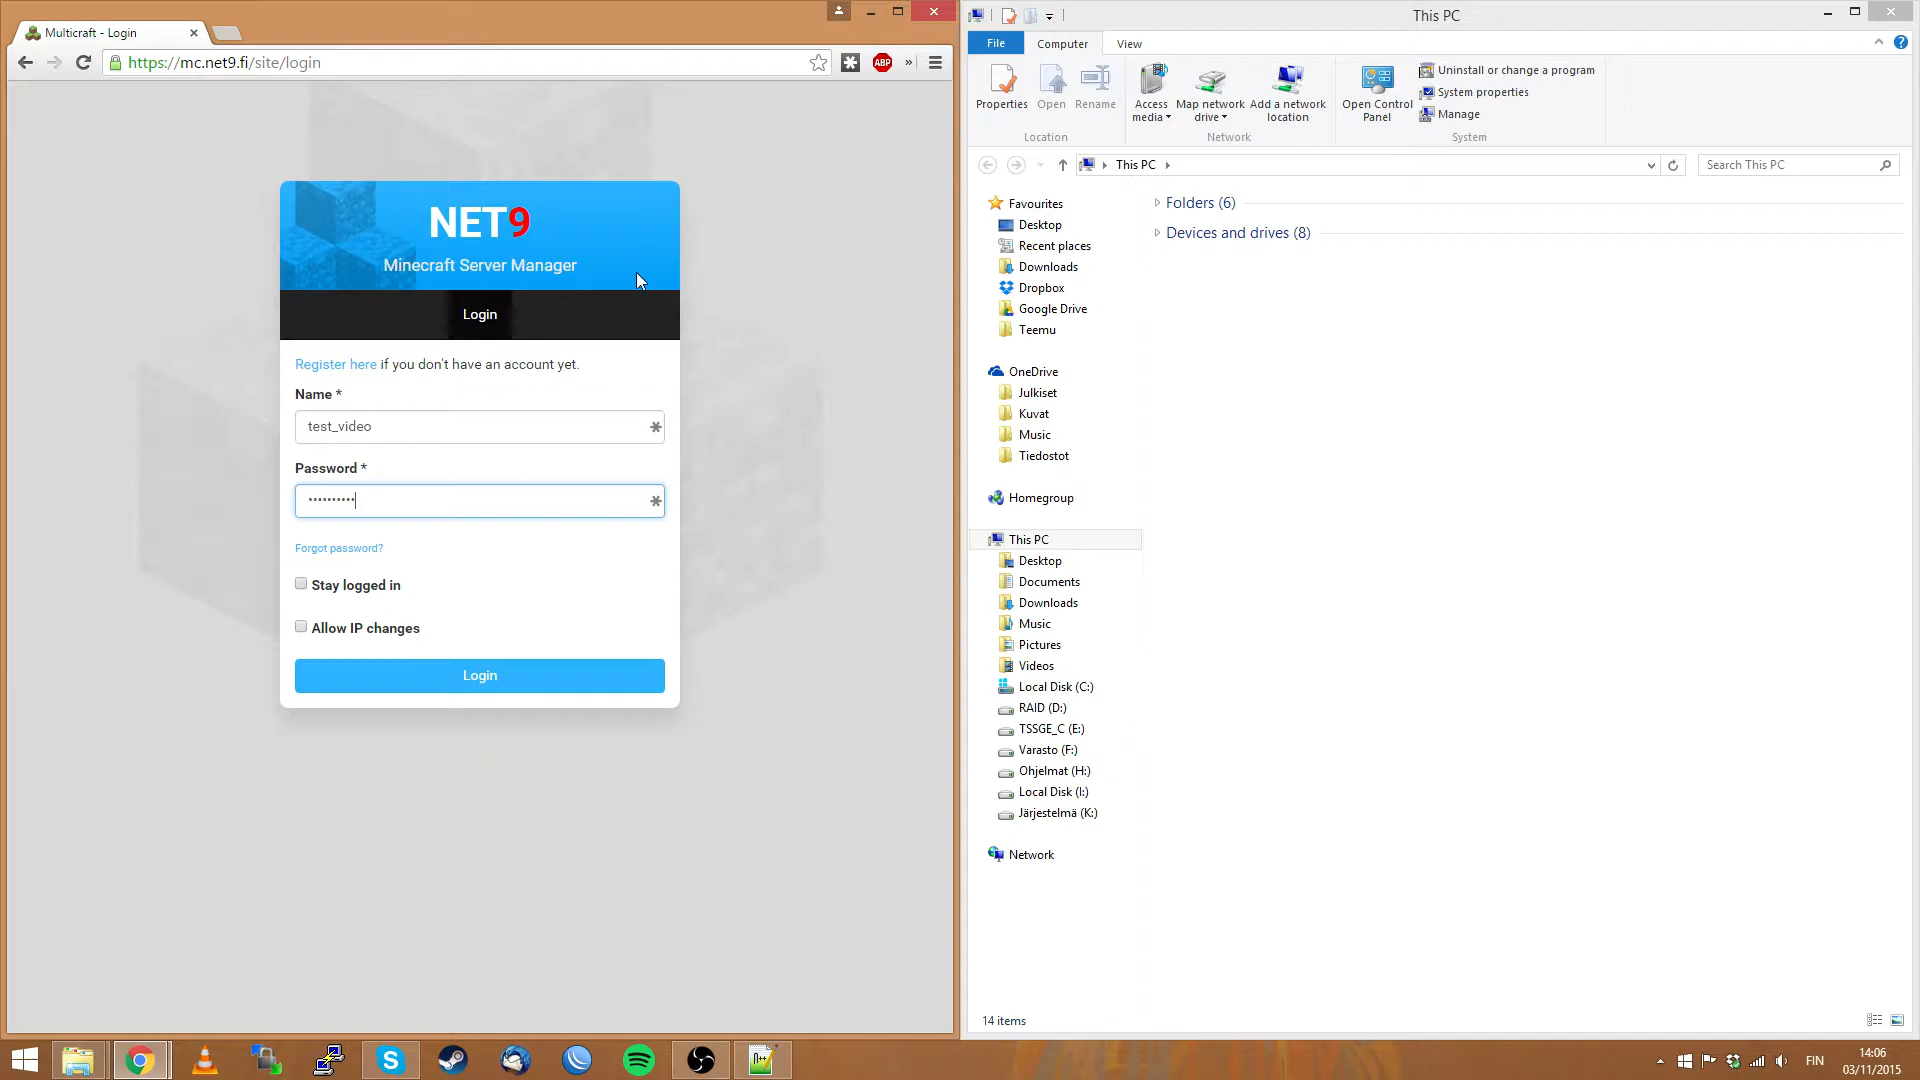 Multicraft - Login
https://mc.net9.fi/site/login
ABP
»
NET9
Minecraft Server Manager
Login
Register here if you don't have an account yet.
Name *
test_video
Password *
••••••••••
Forgot password?
Stay logged in
Allow IP changes
Login
This PC
File
Computer
View
Properties
Open
Rename
Access media
Map network drive
Add a network location
Open Control Panel
Uninstall or change a program
System properties
Manage
Location
Network
System
This PC
Search This PC
Favourites
Desktop
Recent places
Downloads
Dropbox
Google Drive
Teemu
OneDrive
Julkiset
Kuvat
Music
Tiedostot
Homegroup
This PC
Desktop
Documents
Downloads
Music
Pictures
Videos
Local Disk (C:)
RAID (D:)
TSSGE_C (E:)
Varasto (F:)
Ohjelmat (H:)
Local Disk (I:)
Järjestelmä (K:)
Network
Folders (6)
Devices and drives (8)
14 items
FIN
14:06
03/11/2015